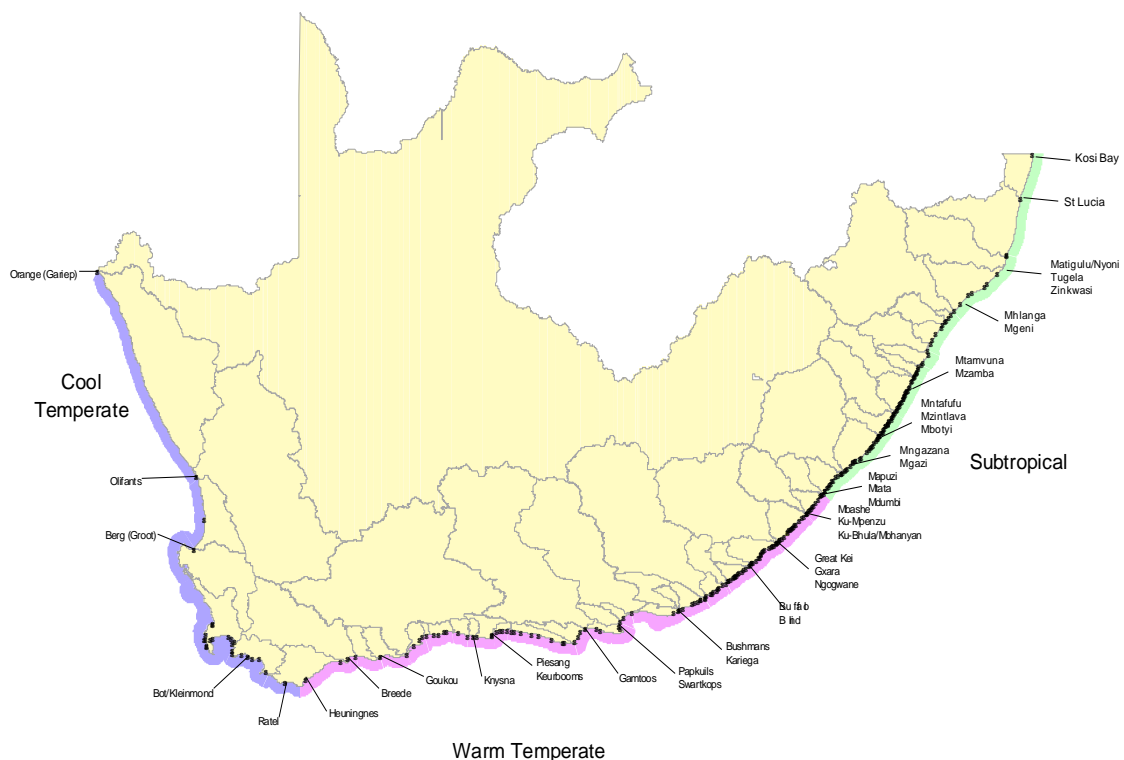 Kosi Bay
St Lucia
Matigulu/Nyoni
Tugela
Zinkwasi
Mhlanga
Mgeni
Mtamvuna
Mzamba
Mntafufu
Mzintlava
Mbotyi
Mngazana
Mgazi
Subtropical
Mapuzi
Mtata
Mdumbi
Mbashe
Ku-Mpenzu
Ku-Bhula/Mbhanyan
Great Kei
Gxara
Ngogwane
Buffalo
Blind
Bushmans
Kariega
Papkuils
Swartkops
Gamtoos
Piesang
Keurbooms
Knysna
Goukou
Breede
Heuningnes
Ratel
Bot/Kleinmond
Berg (Groot)
Olifants
Cool
Temperate
Orange (Gariep)
Warm Temperate